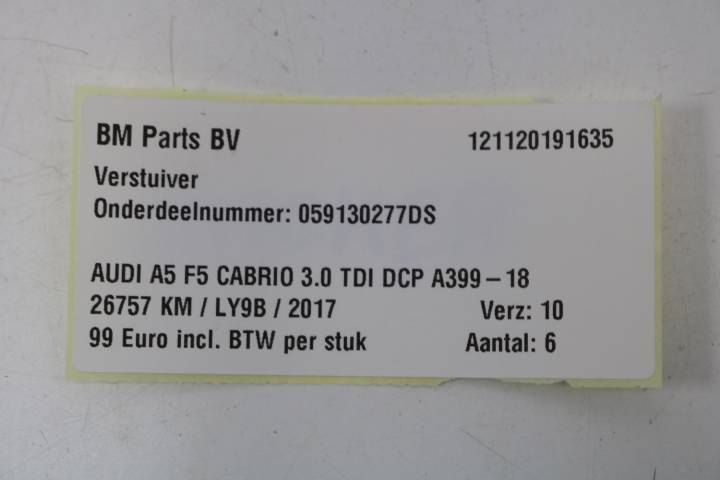 BM Parts BV 121120191635
Verstuiver
Onderdeelnummer: 059130277DS
AUDI A5 F5 CABRIO 3.0 TDI DCP A399-18
26757 KM / LY9B / 2017 Verz: 10
99 Euro incl. BTW per stuk Aantal: 6